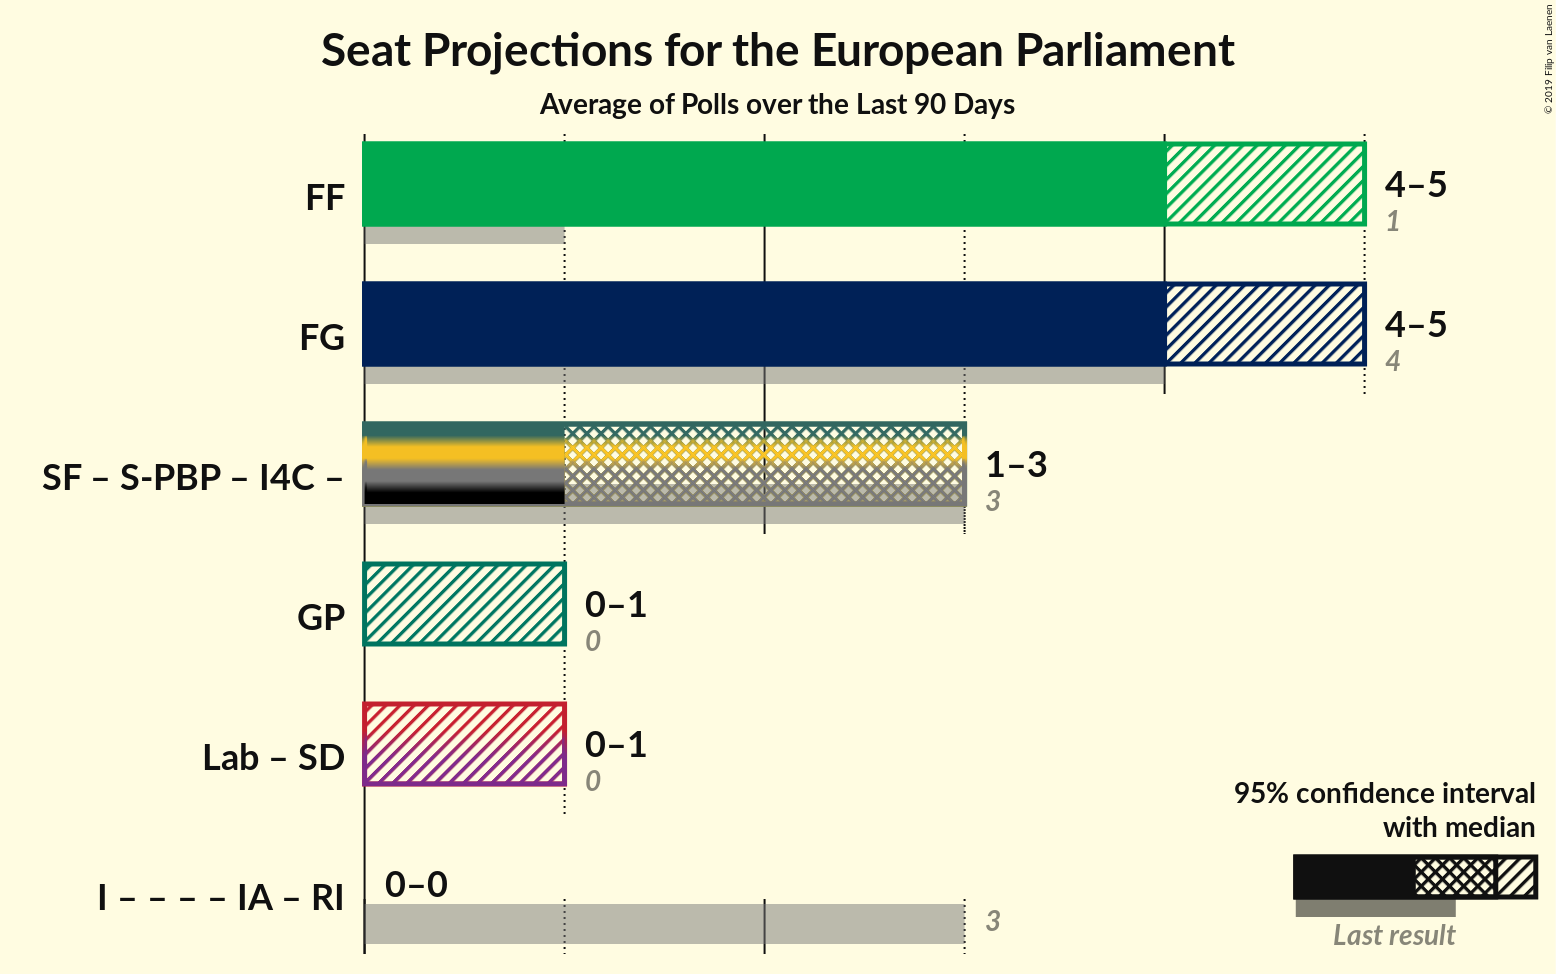 Seat Projections for the European Parliament
Average of Polls over the Last 90 Days
© 2019 Filip van Laenen
FF
4–5
1
FG
4–5
4
SF – S-PBP – I4C –
1–3
3
GP
0–1
0
Lab – SD
0–1
0
I – – – – IA – RI
0–0
3
95% confidence interval
with median
Last result